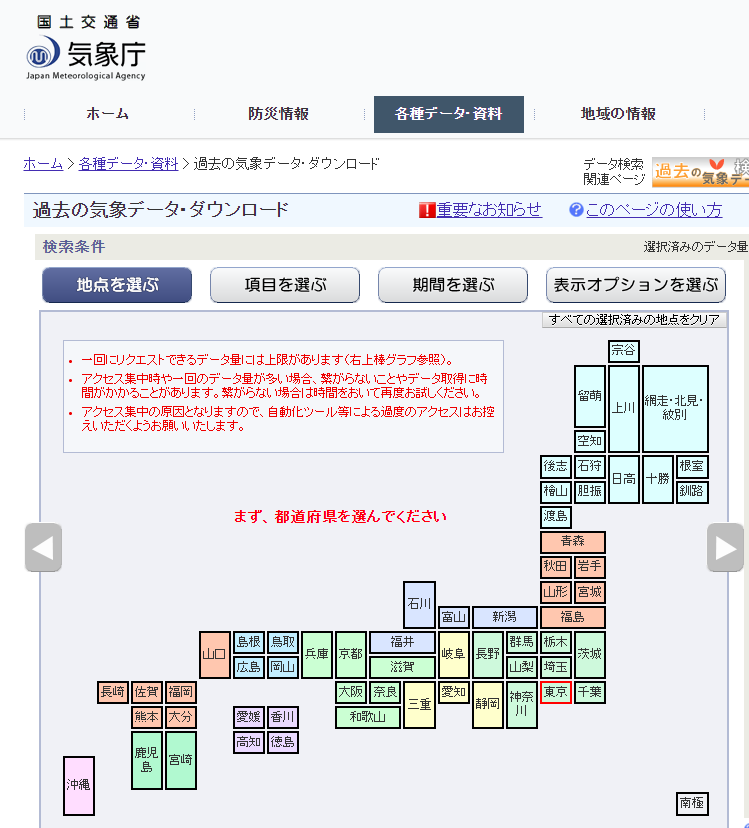 国土交通省
気象庁
Japan Meteorological Agency
ホーム
防災情報
各種データ・資料
地域の情報
ホーム > 各種データ・資料 > 過去の気象データ・ダウンロード
データ検索
関連ページ
過去の
気象デー
検
過去の気象データ・ダウンロード
重要なお知らせ
このページの使い方
検索条件
選択済みのデータ量
地点を選ぶ
項目を選ぶ
期間を選ぶ
表示オプションを選ぶ
すべての選択済みの地点をクリア
一回にリクエストできるデータ量には上限があります(右上棒グラフ参照)。
アクセス集中時や一回のデータ量が多い場合、繋がらないことやデータ取得に時
間がかかることがあります。繋がらない場合は時間をおいて再度お試しください。
アクセス集中の原因となりますので、自動化ツール等による過度のアクセスはお控
えいただくようお願いいたします。
まず、都道府県を選んでください
宗谷
留萌
上川
網走・北見・
紋別
空知
後志
石狩
日高
十勝
根室
檜山
胆振
釧路
渡島
青森
秋田
岩手
山形
宮城
石川
富山
新潟
福島
山口
島根
鳥取
兵庫
京都
福井
岐阜
長野
群馬
栃木
茨城
広島
岡山
滋賀
山梨
埼玉
長崎
佐賀
福岡
大阪
奈良
三重
愛知
静岡
神奈
川
東京
千葉
熊本
大分
愛媛
香川
和歌山
鹿児
島
宮崎
高知
徳島
沖縄
南極